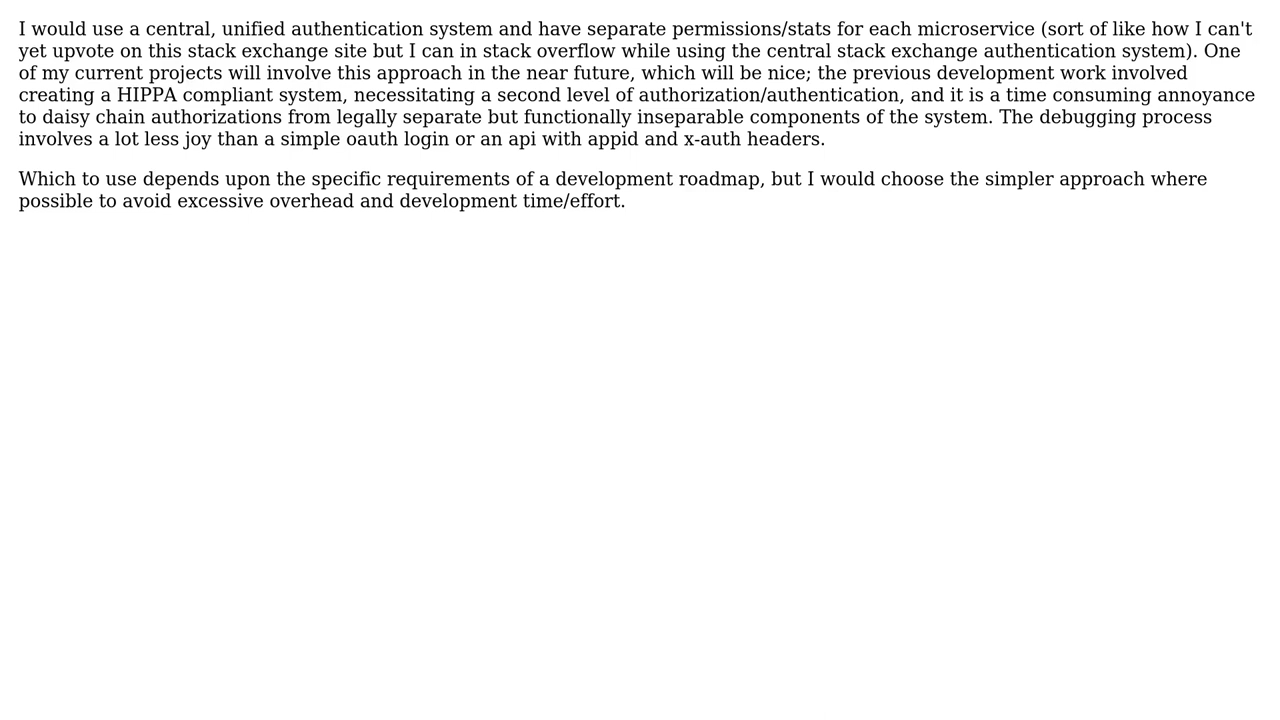 I would use a central, unified authentication system and have separate permissions/stats for each microservice (sort of like how I can't
yet upvote on this stack exchange site but I can in stack overflow while using the central stack exchange authentication system). One
of my current projects will involve this approach in the near future, which will be nice; the previous development work involved
creating a HIPPA compliant system, necessitating a second level of authorization/authentication, and it is a time consuming annoyance
to daisy chain authorizations from legally separate but functionally inseparable components of the system. The debugging process
involves a lot less joy than a simple oauth login or an api with appid and x-auth headers.
Which to use depends upon the specific requirements of a development roadmap, but I would choose the simpler approach where
possible to avoid excessive overhead and development time/effort.